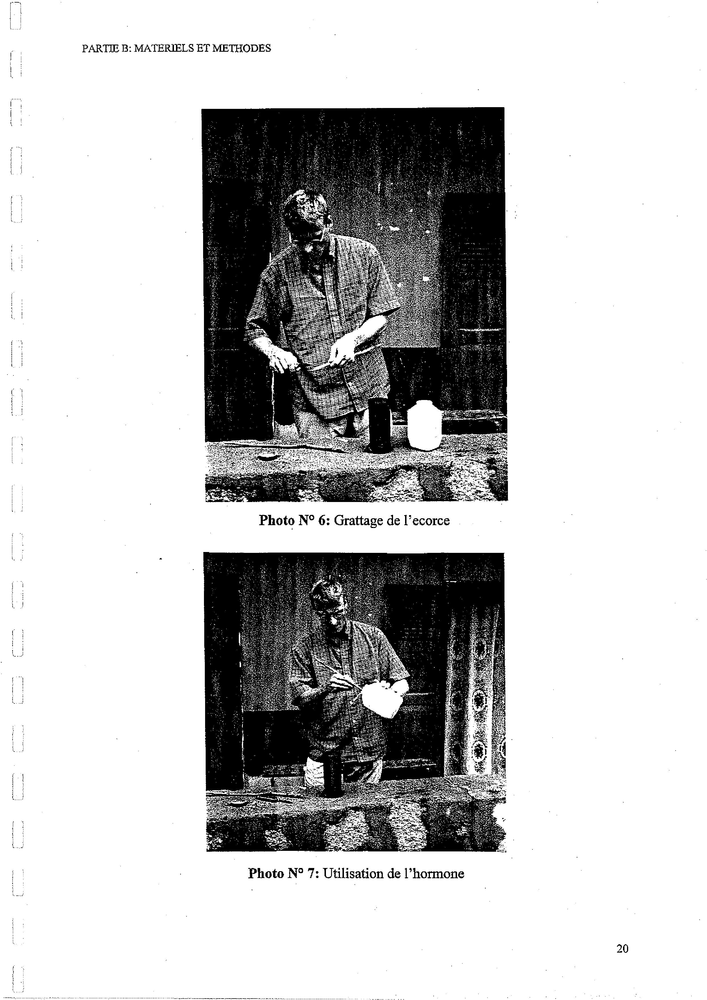 PARTIE B: MATERIELS ET METHODES
Photo N° 6: Grattage de l'ecorce
Photo N° 7: Utilisation de l'hormone
20